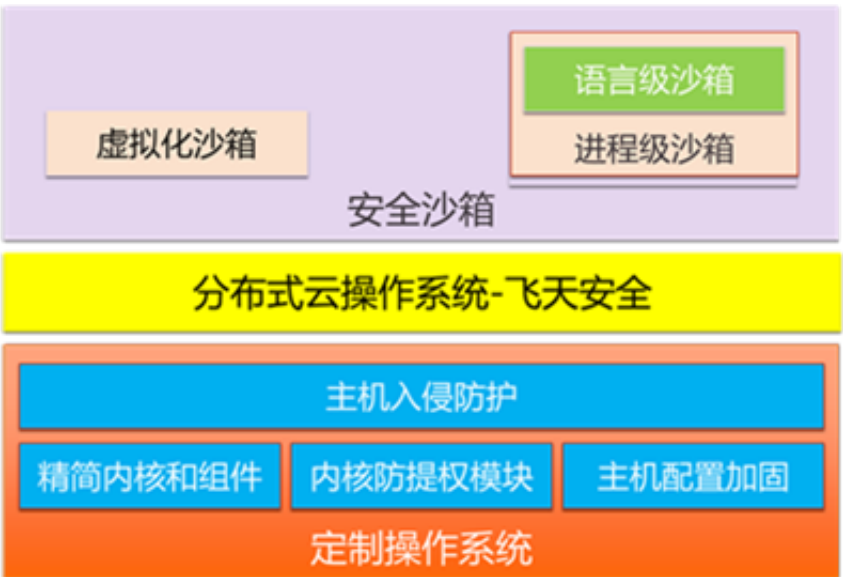 语言级沙箱
虚拟化沙箱
进程级沙箱
安全沙箱
分布式云操作系统-飞天安全
主机入侵防护
精简内核和组件
内核防提权模块
主机配置加固
定制操作系统